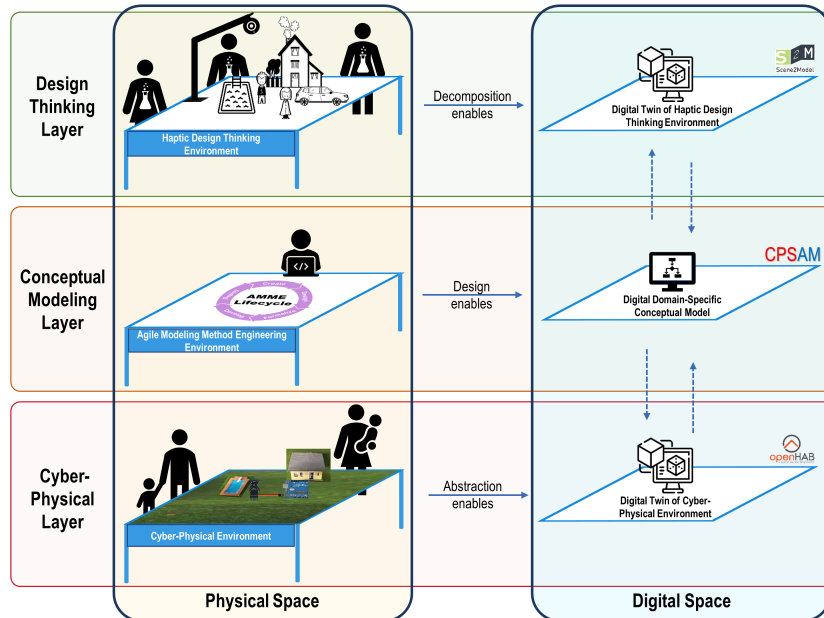 Design
Thinking
Layer
Haptic Design Thinking
Environment
Decomposition
enables
S2M
Scene2Model
Digital Twin of Haptic Design
Thinking Environment
Conceptual
Modeling
Layer
</>
AMME
Lifecycle
Agile Modeling Method Engineering
Environment
Design
enables
CPSAM
Digital Domain-Specific
Conceptual Model
Cyber-
Physical
Layer
Cyber-Physical Environment
Abstraction
enables
openHAB
Digital Twin of Cyber-
Physical Environment
Physical Space
Digital Space